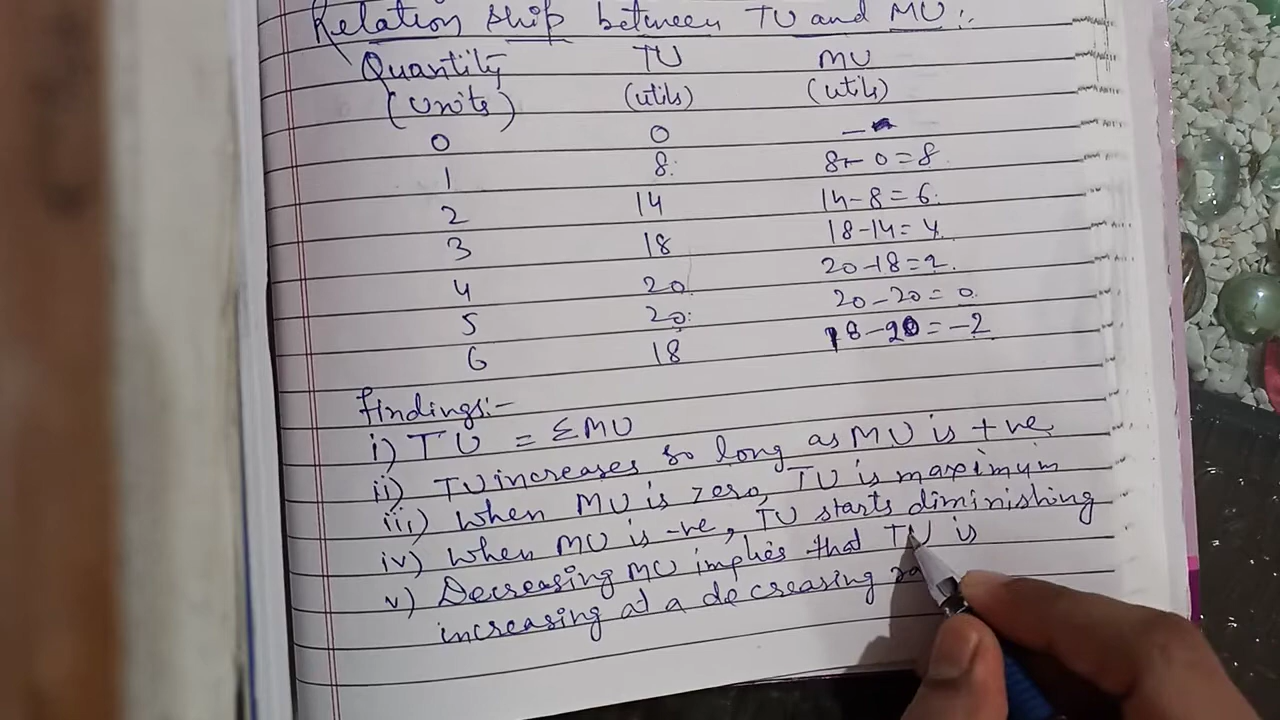 Relation ship between TU and MU :-
Quantity TU MU
(Units) (utils) (utils)
0 0 -
1 8 8-0=8
2 14 14-8=6
3 18 18-14=4
4 20 20-18=2
5 20 20-20=0
6 18 18-20=-2
findings:-
i) TU = ΣMU
ii) TU increases so long as MU is +ve
iii) When MU is zero, TU is maximum
iv) When MU is -ve, TU starts diminishing
v) Decreasing MU implies that TU is
increasing at a decreasing